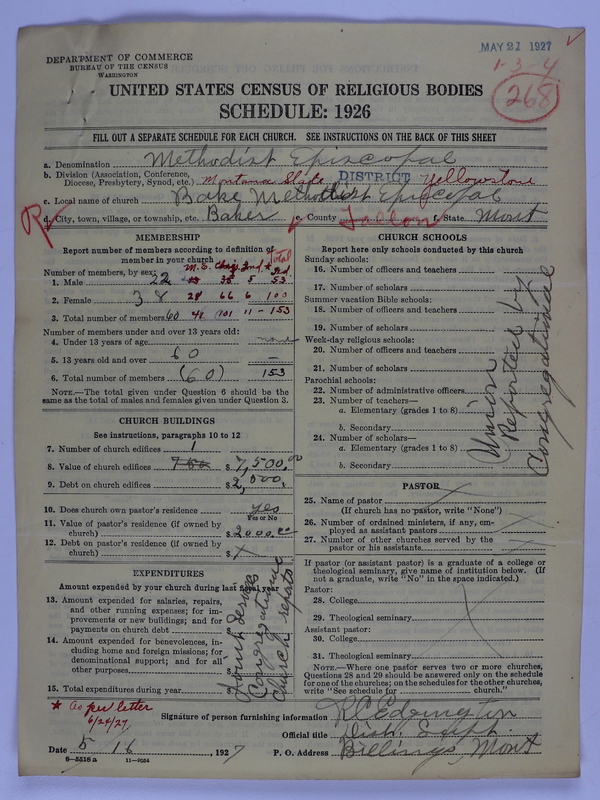 MAY 21 1927
1-3-4
268
DEPARTMENT OF COMMERCE
BUREAU OF THE CENSUS
WASHINGTON
UNITED STATES CENSUS OF RELIGIOUS BODIES
SCHEDULE: 1926
FILL OUT A SEPARATE SCHEDULE FOR EACH CHURCH. SEE INSTRUCTIONS ON THE BACK OF THIS SHEET
a. Denomination Methodist Episcopal
b. Division (Association, Conference, Diocese, Presbytery, Synod, etc.) Montana State DISTRICT Yellowstone
c. Local name of church Baker Methodist Episcopal
d. City, town, village, or township, etc. Baker e. County Fallon f. State Mont
MEMBERSHIP
Report number of members according to definition of
member in your church
Number of members, by sex: M.E. Cong. 2nd. Total
1. Male 22 35 5 53
2. Female 38 28 66 6 100
3. Total number of members 60 41 101 11 - 153
Number of members under and over 13 years old:
4. Under 13 years of age none
5. 13 years old and over 60
6. Total number of members (60) 153
NOTE.—The total given under Question 6 should be the
same as the total of males and females given under Question 3.
CHURCH BUILDINGS
See instructions, paragraphs 10 to 12
7. Number of church edifices 1
8. Value of church edifices 750 $7,500.00
9. Debt on church edifices $2,500.
10. Does church own pastor's residence yes
Yes or No
11. Value of pastor's residence (if owned by
church) $2000.00
12. Debt on pastor's residence (if owned by
church) $ X
EXPENDITURES
Amount expended by your church during last fiscal year
13. Amount expended for salaries, repairs,
and other running expenses; for im-
provements or new buildings; and for
payments on church debt
14. Amount expended for benevolences, in-
cluding home and foreign missions; for
denominational support; and for all
other purposes
15. Total expenditures during year
Congregational
church reports
CHURCH SCHOOLS
Report here only schools conducted by this church
Sunday schools:
16. Number of officers and teachers
17. Number of scholars
Summer vacation Bible schools:
18. Number of officers and teachers
19. Number of scholars
Week-day religious schools:
20. Number of officers and teachers
21. Number of scholars
Parochial schools:
22. Number of administrative officers
23. Number of teachers—
a. Elementary (grades 1 to 8)
b. Secondary
24. Number of scholars—
a. Elementary (grades 1 to 8)
b. Secondary
Union
Reported by
Congregational
PASTOR
25. Name of pastor
(If church has no pastor, write "None")
26. Number of ordained ministers, if any, em-
ployed as assistant pastors
27. Number of other churches served by the
pastor or his assistants
If pastor (or assistant pastor) is a graduate of a college or
theological seminary, give name of institution below. (If
not a graduate, write "No" in the space indicated.)
Pastor:
28. College
29. Theological seminary
Assistant pastor:
30. College
31. Theological seminary
NOTE.—Where one pastor serves two or more churches,
Questions 28 and 29 should be answered only on the schedule
for one of the churches; on the schedules for the other churches,
write "See schedule for church."
* As per letter
6/24/27
Signature of person furnishing information R C Edgington
Official title Dist. Supt.
Date 5 16, 1927 P. O. Address Billings, Mont
6—5518 a 11—9054